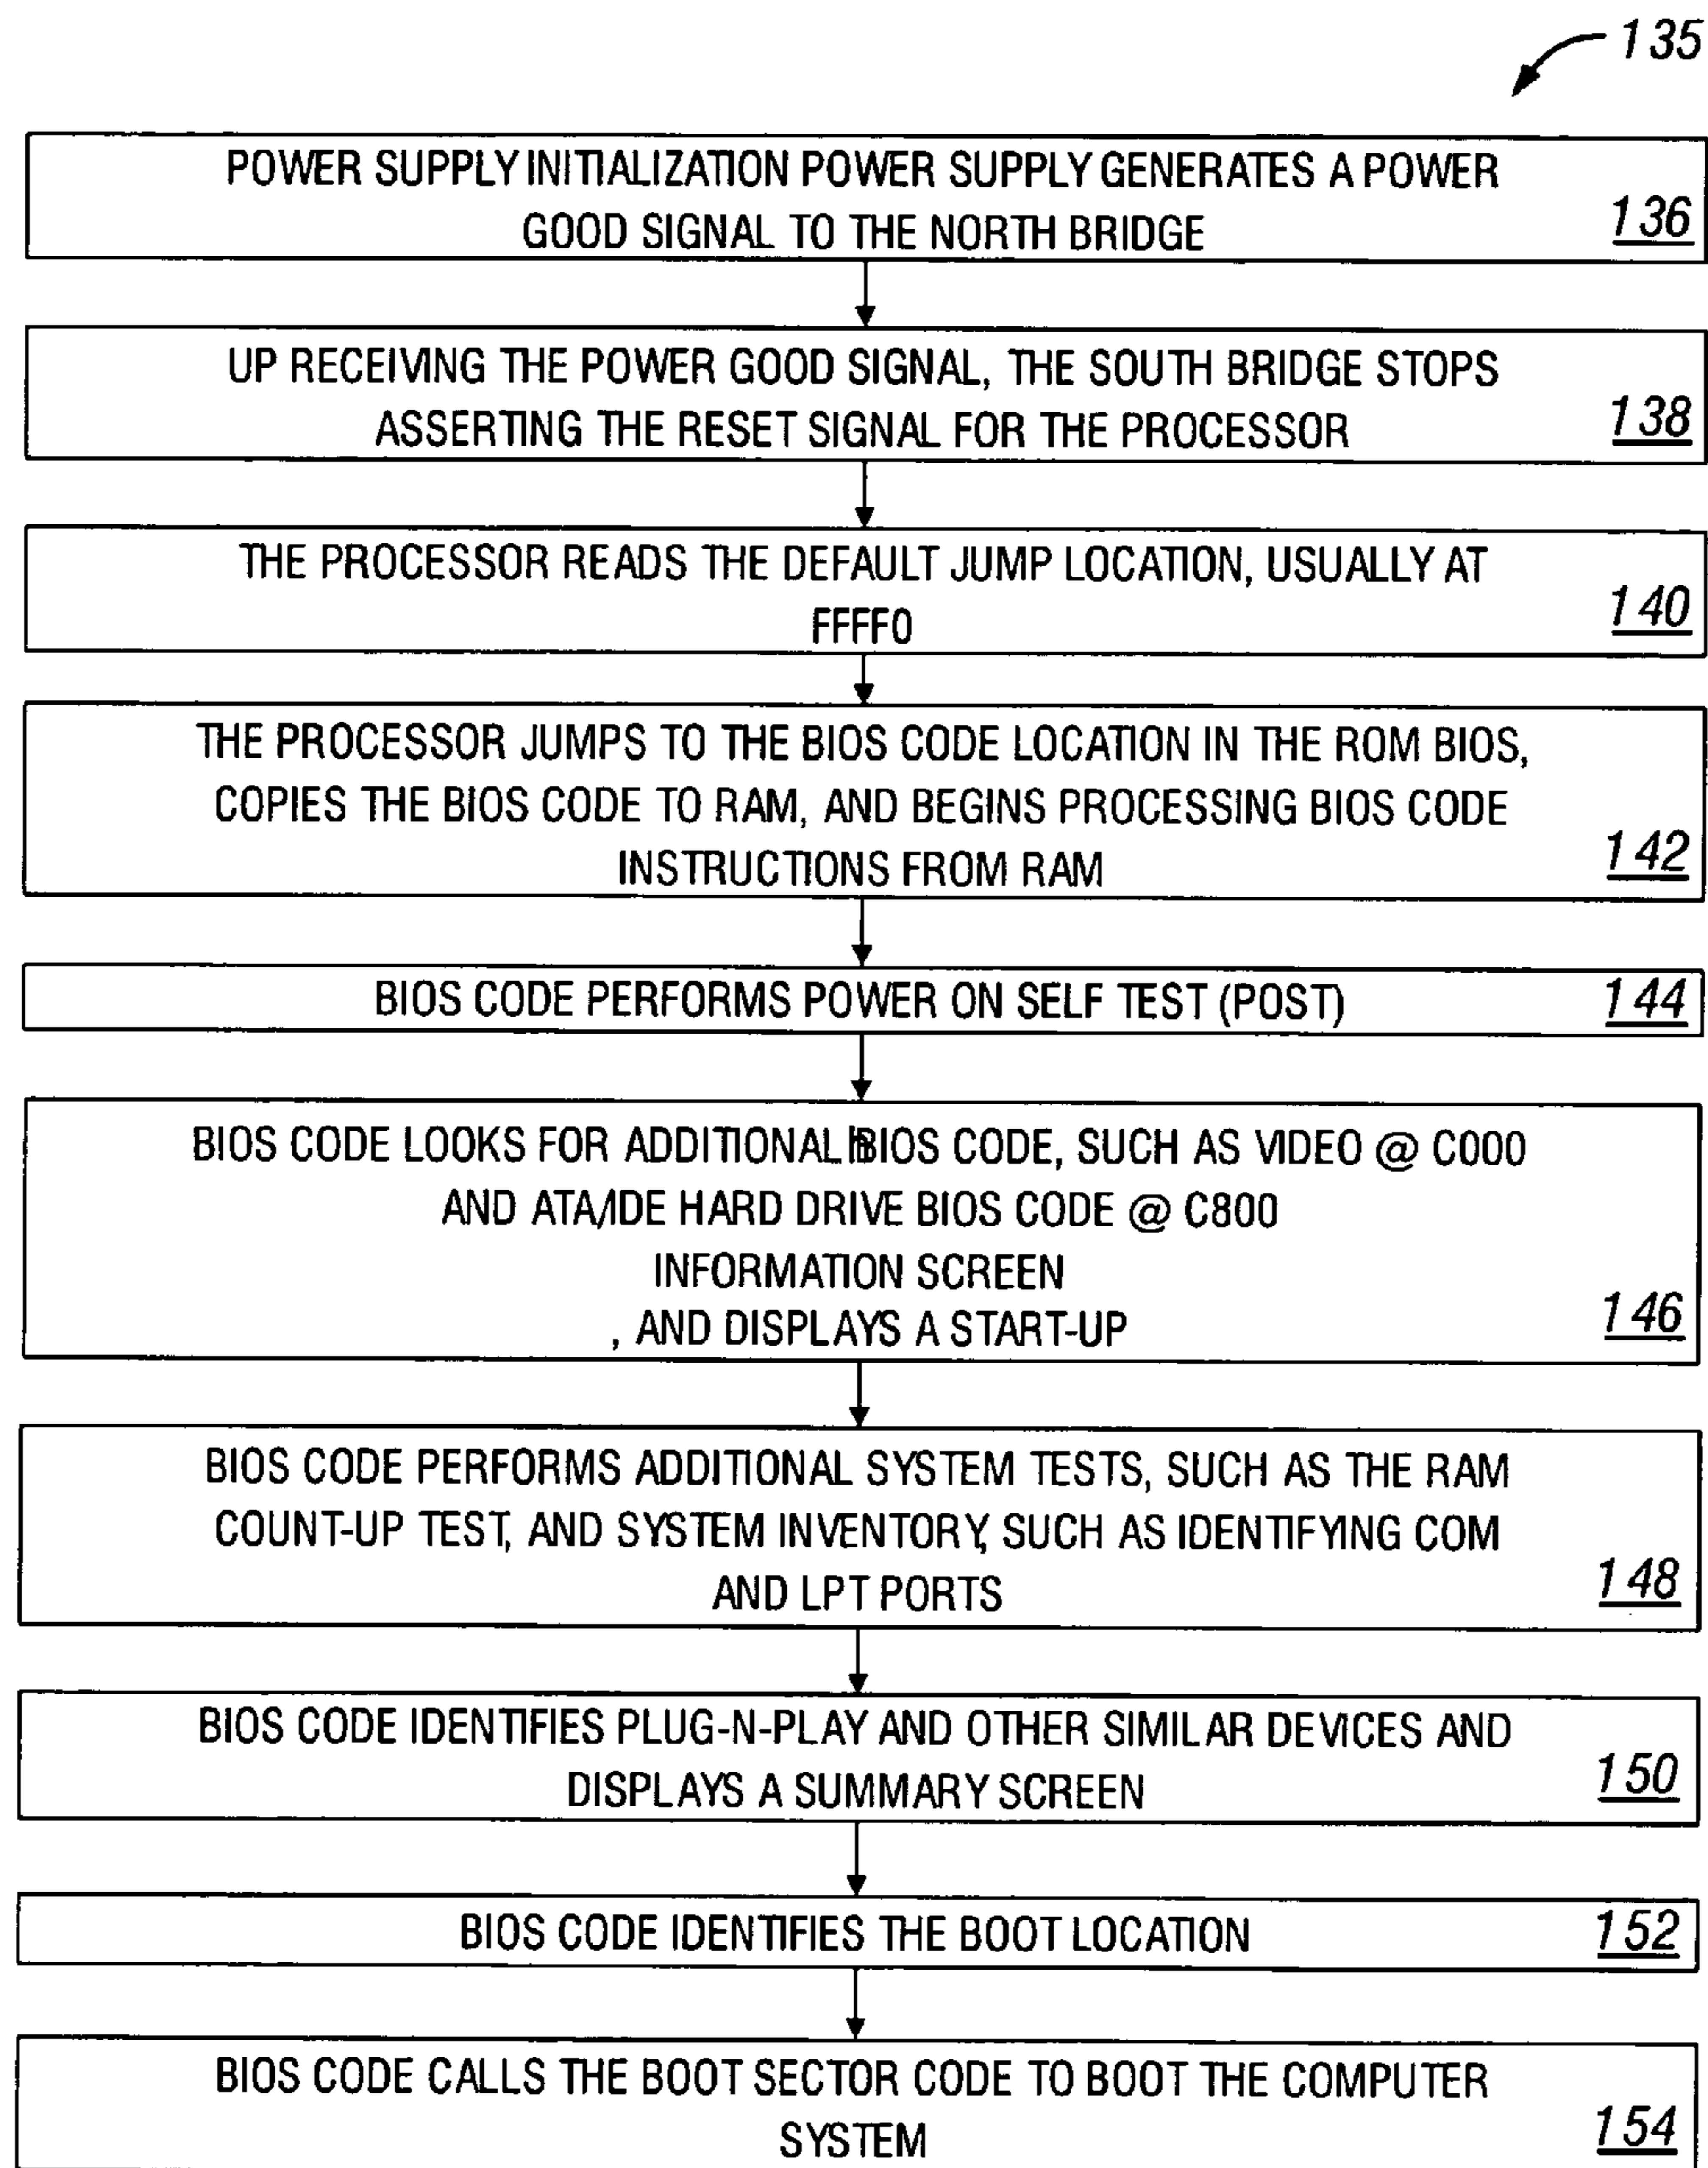 135
POWER SUPPLY INITIALIZATION POWER SUPPLY GENERATES A POWER
GOOD SIGNAL TO THE NORTH BRIDGE
136
UP RECEIVING THE POWER GOOD SIGNAL, THE SOUTH BRIDGE STOPS
ASSERTING THE RESET SIGNAL FOR THE PROCESSOR
138
THE PROCESSOR READS THE DEFAULT JUMP LOCATION, USUALLY AT
FFFF0
140
THE PROCESSOR JUMPS TO THE BIOS CODE LOCATION IN THE ROM BIOS,
COPIES THE BIOS CODE TO RAM, AND BEGINS PROCESSING BIOS CODE
INSTRUCTIONS FROM RAM
142
BIOS CODE PERFORMS POWER ON SELF TEST (POST)
144
BIOS CODE LOOKS FOR ADDITIONAL BIOS CODE, SUCH AS VIDEO @ C000
AND ATA/IDE HARD DRIVE BIOS CODE @ C800
INFORMATION SCREEN
, AND DISPLAYS A START-UP
146
BIOS CODE PERFORMS ADDITIONAL SYSTEM TESTS, SUCH AS THE RAM
COUNT-UP TEST, AND SYSTEM INVENTORY, SUCH AS IDENTIFYING COM
AND LPT PORTS
148
BIOS CODE IDENTIFIES PLUG-N-PLAY AND OTHER SIMILAR DEVICES AND
DISPLAYS A SUMMARY SCREEN
150
BIOS CODE IDENTIFIES THE BOOT LOCATION
152
BIOS CODE CALLS THE BOOT SECTOR CODE TO BOOT THE COMPUTER
SYSTEM
154